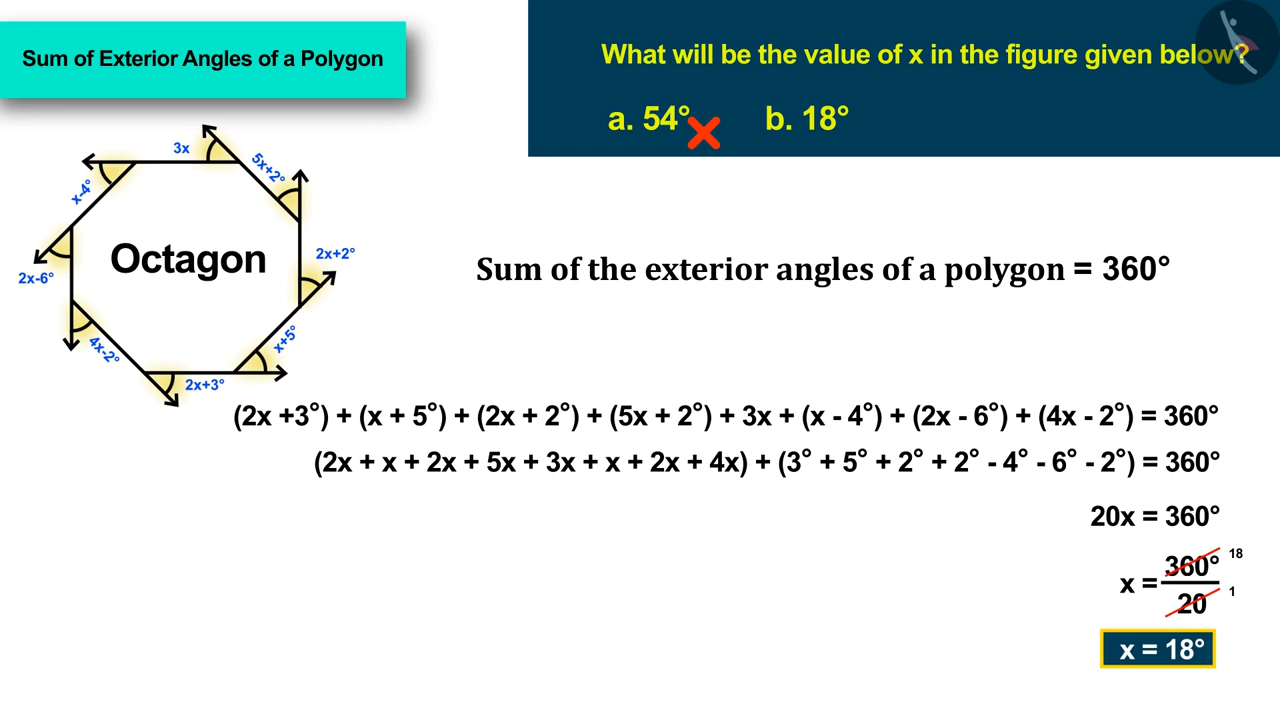 Sum of Exterior Angles of a Polygon
What will be the value of x in the figure given below?
a. 54° b. 18°
3x
5x+2°
x-4°
Octagon
2x+2°
2x-6°
x+5°
4x-2°
2x+3°
Sum of the exterior angles of a polygon = 360°
(2x +3°) + (x + 5°) + (2x + 2°) + (5x + 2°) + 3x + (x - 4°) + (2x - 6°) + (4x - 2°) = 360°
(2x + x + 2x + 5x + 3x + x + 2x + 4x) + (3° + 5° + 2° + 2° - 4° - 6° - 2°) = 360°
20x = 360°
x = 360° 18
20 1
x = 18°